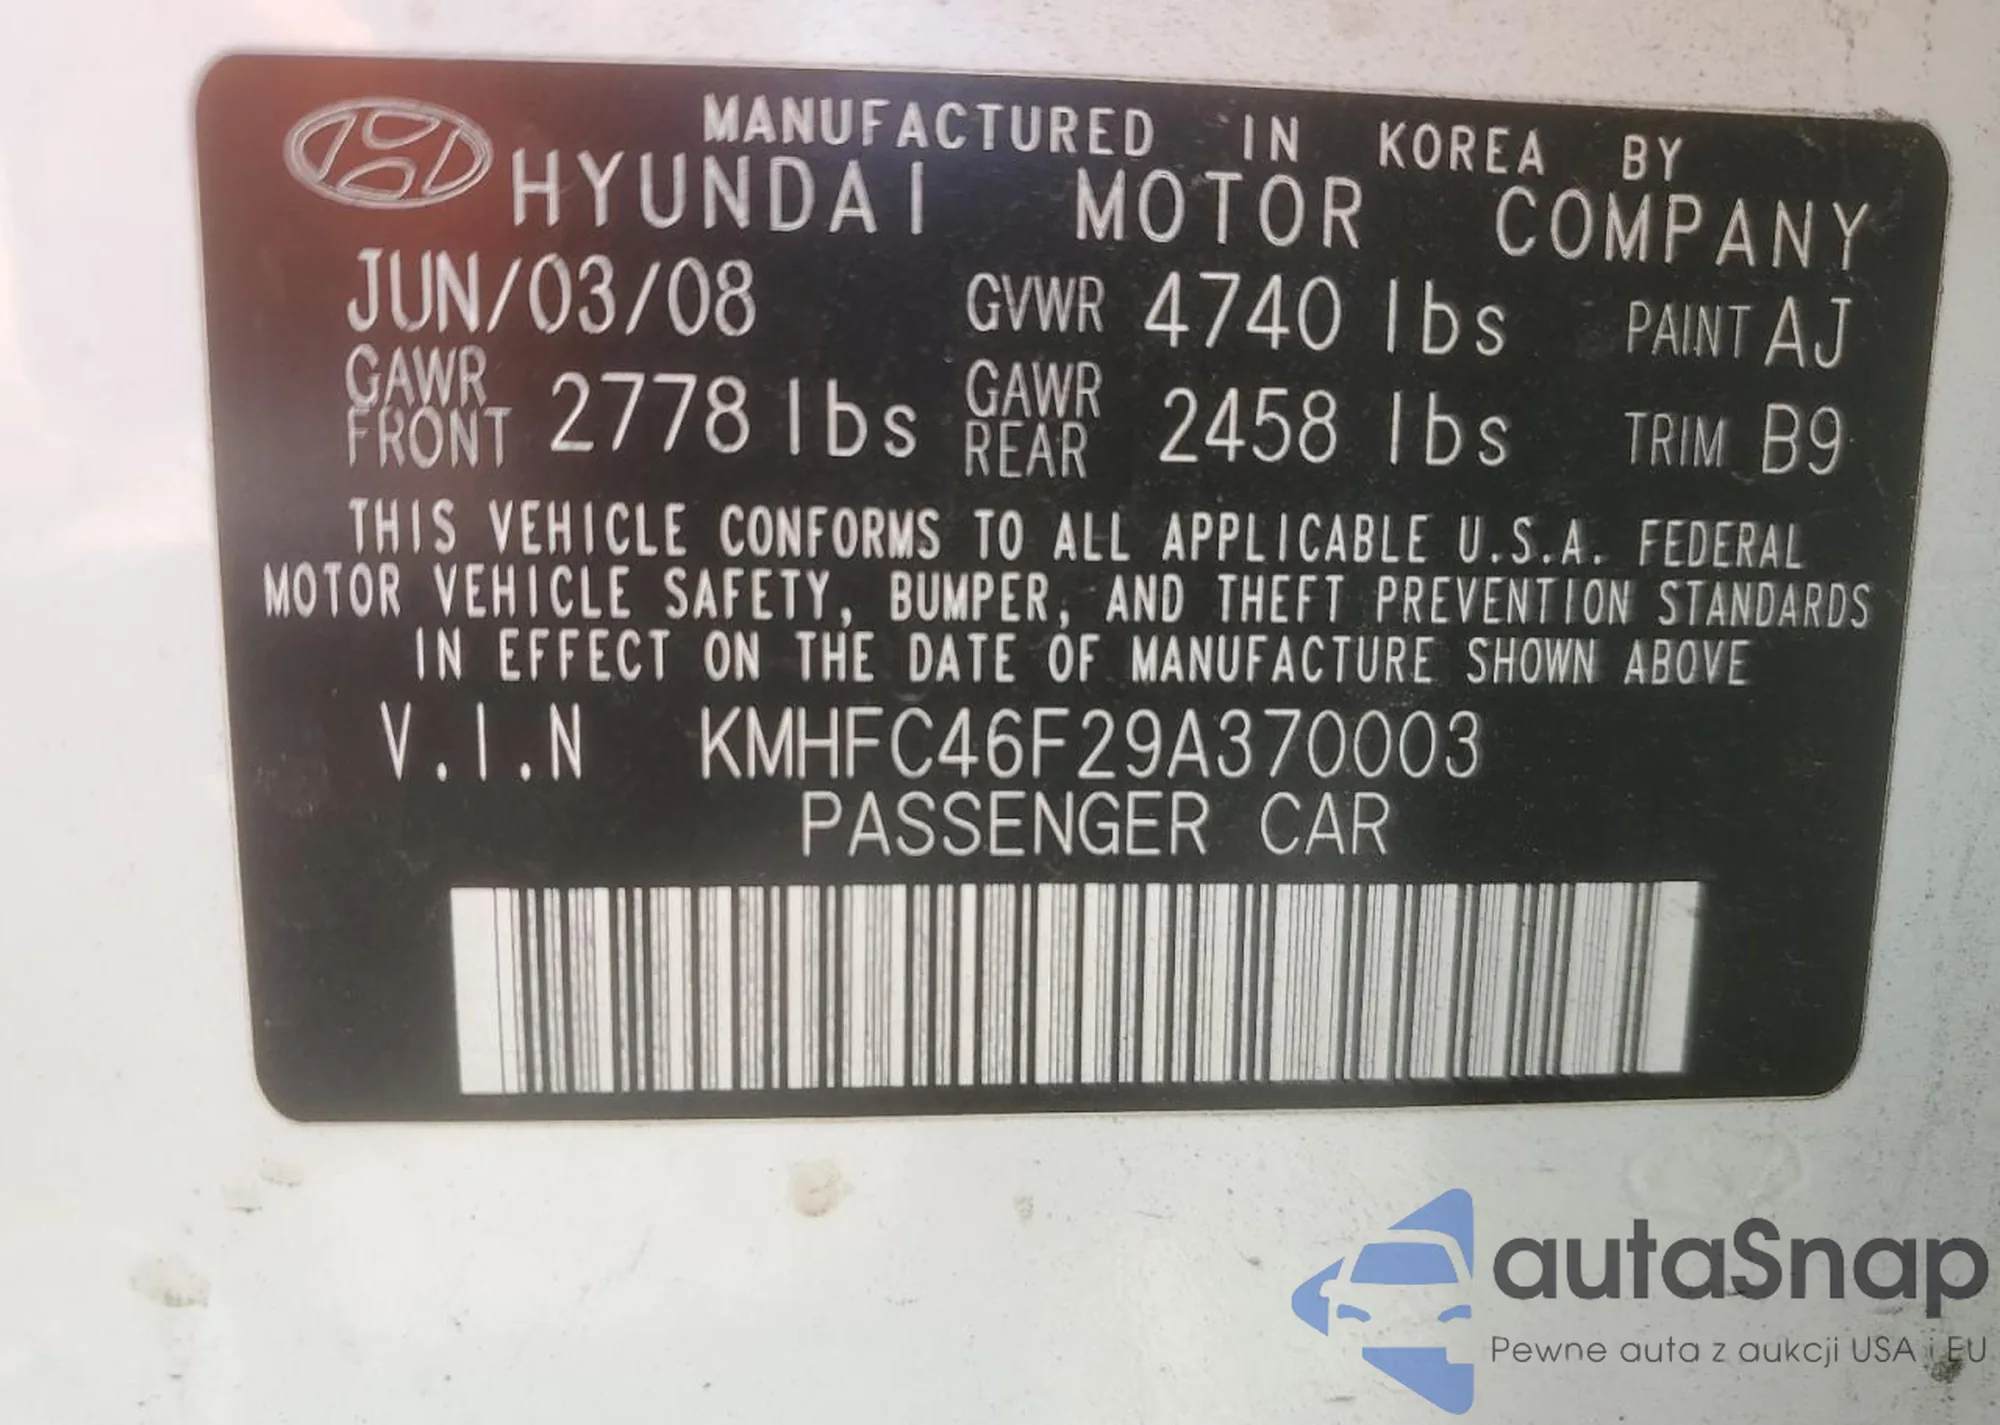 MANUFACTURED IN KOREA BY
HYUNDAI MOTOR COMPANY
JUN/03/08 GVWR 4740 lbs PAINT AJ
GAWR FRONT 2778 lbs GAWR REAR 2458 lbs TRIM B9
THIS VEHICLE CONFORMS TO ALL APPLICABLE U.S.A. FEDERAL
MOTOR VEHICLE SAFETY, BUMPER, AND THEFT PREVENTION STANDARDS
IN EFFECT ON THE DATE OF MANUFACTURE SHOWN ABOVE
V.I.N KMHFC46F29A370003
PASSENGER CAR
autaSnap
Pewne auta z aukcji USA i EU